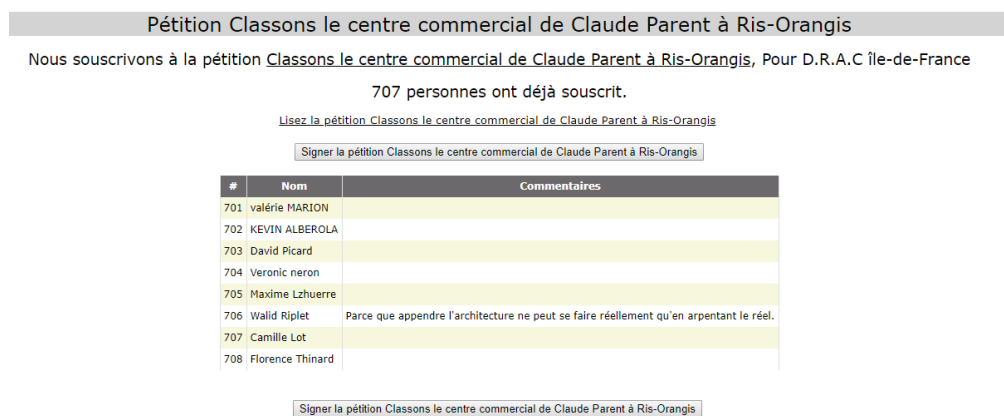 Pétition Classons le centre commercial de Claude Parent à Ris-Orangis
Nous souscrivons à la pétition Classons le centre commercial de Claude Parent à Ris-Orangis, Pour D.R.A.C île-de-France
707 personnes ont déjà souscrit.
Lisez la pétition Classons le centre commercial de Claude Parent à Ris-Orangis
Signer la pétition Classons le centre commercial de Claude Parent à Ris-Orangis
# Nom Commentaires
701 valérie MARION
702 KEVIN ALBEROLA
703 David Picard
704 Veronic neron
705 Maxime Lzhuerre
706 Walid Riplet Parce que appendre l'architecture ne peut se faire réellement qu'en arpentant le réel.
707 Camille Lot
708 Florence Thinard
Signer la pétition Classons le centre commercial de Claude Parent à Ris-Orangis